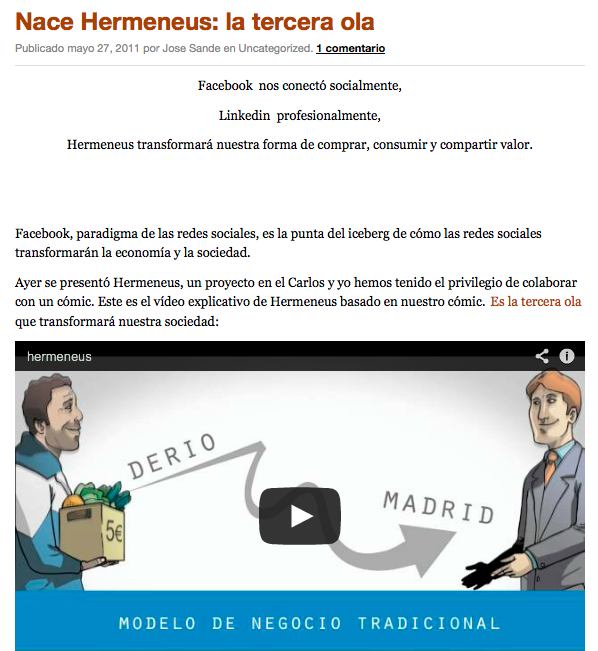 Nace Hermeneus: la tercera ola
Publicado mayo 27, 2011 por Jose Sande en Uncategorized. 1 comentario
Facebook nos conectó socialmente,
Linkedin profesionalmente,
Hermeneus transformará nuestra forma de comprar, consumir y compartir valor.
Facebook, paradigma de las redes sociales, es la punta del iceberg de cómo las redes sociales
transformarán la economía y la sociedad.
Ayer se presentó Hermeneus, un proyecto en el Carlos y yo hemos tenido el privilegio de colaborar
con un cómic. Este es el vídeo explicativo de Hermeneus basado en nuestro cómic. Es la tercera ola
que transformará nuestra sociedad:
hermeneus
DERIO
MADRID
5€
MODELO DE NEGOCIO TRADICIONAL